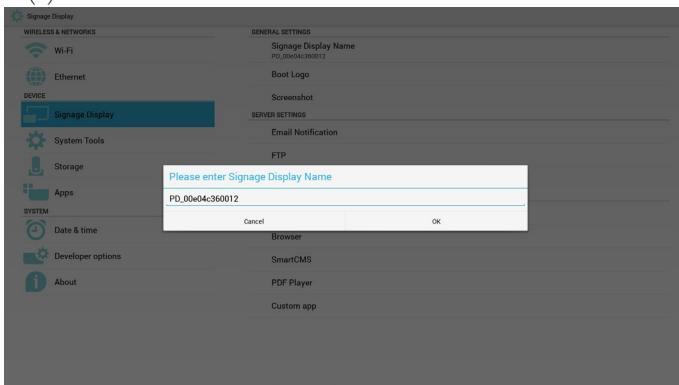 Signage Display
WIRELESS & NETWORKS
Wi-Fi
Ethernet
DEVICE
Signage Display
System Tools
Storage
Apps
SYSTEM
Date & time
Developer options
About
GENERAL SETTINGS
Signage Display Name
PD_00e04c360012
Boot Logo
Screenshot
SERVER SETTINGS
Email Notification
FTP
Please enter Signage Display Name
PD_00e04c360012
Cancel OK
Browser
SmartCMS
PDF Player
Custom app